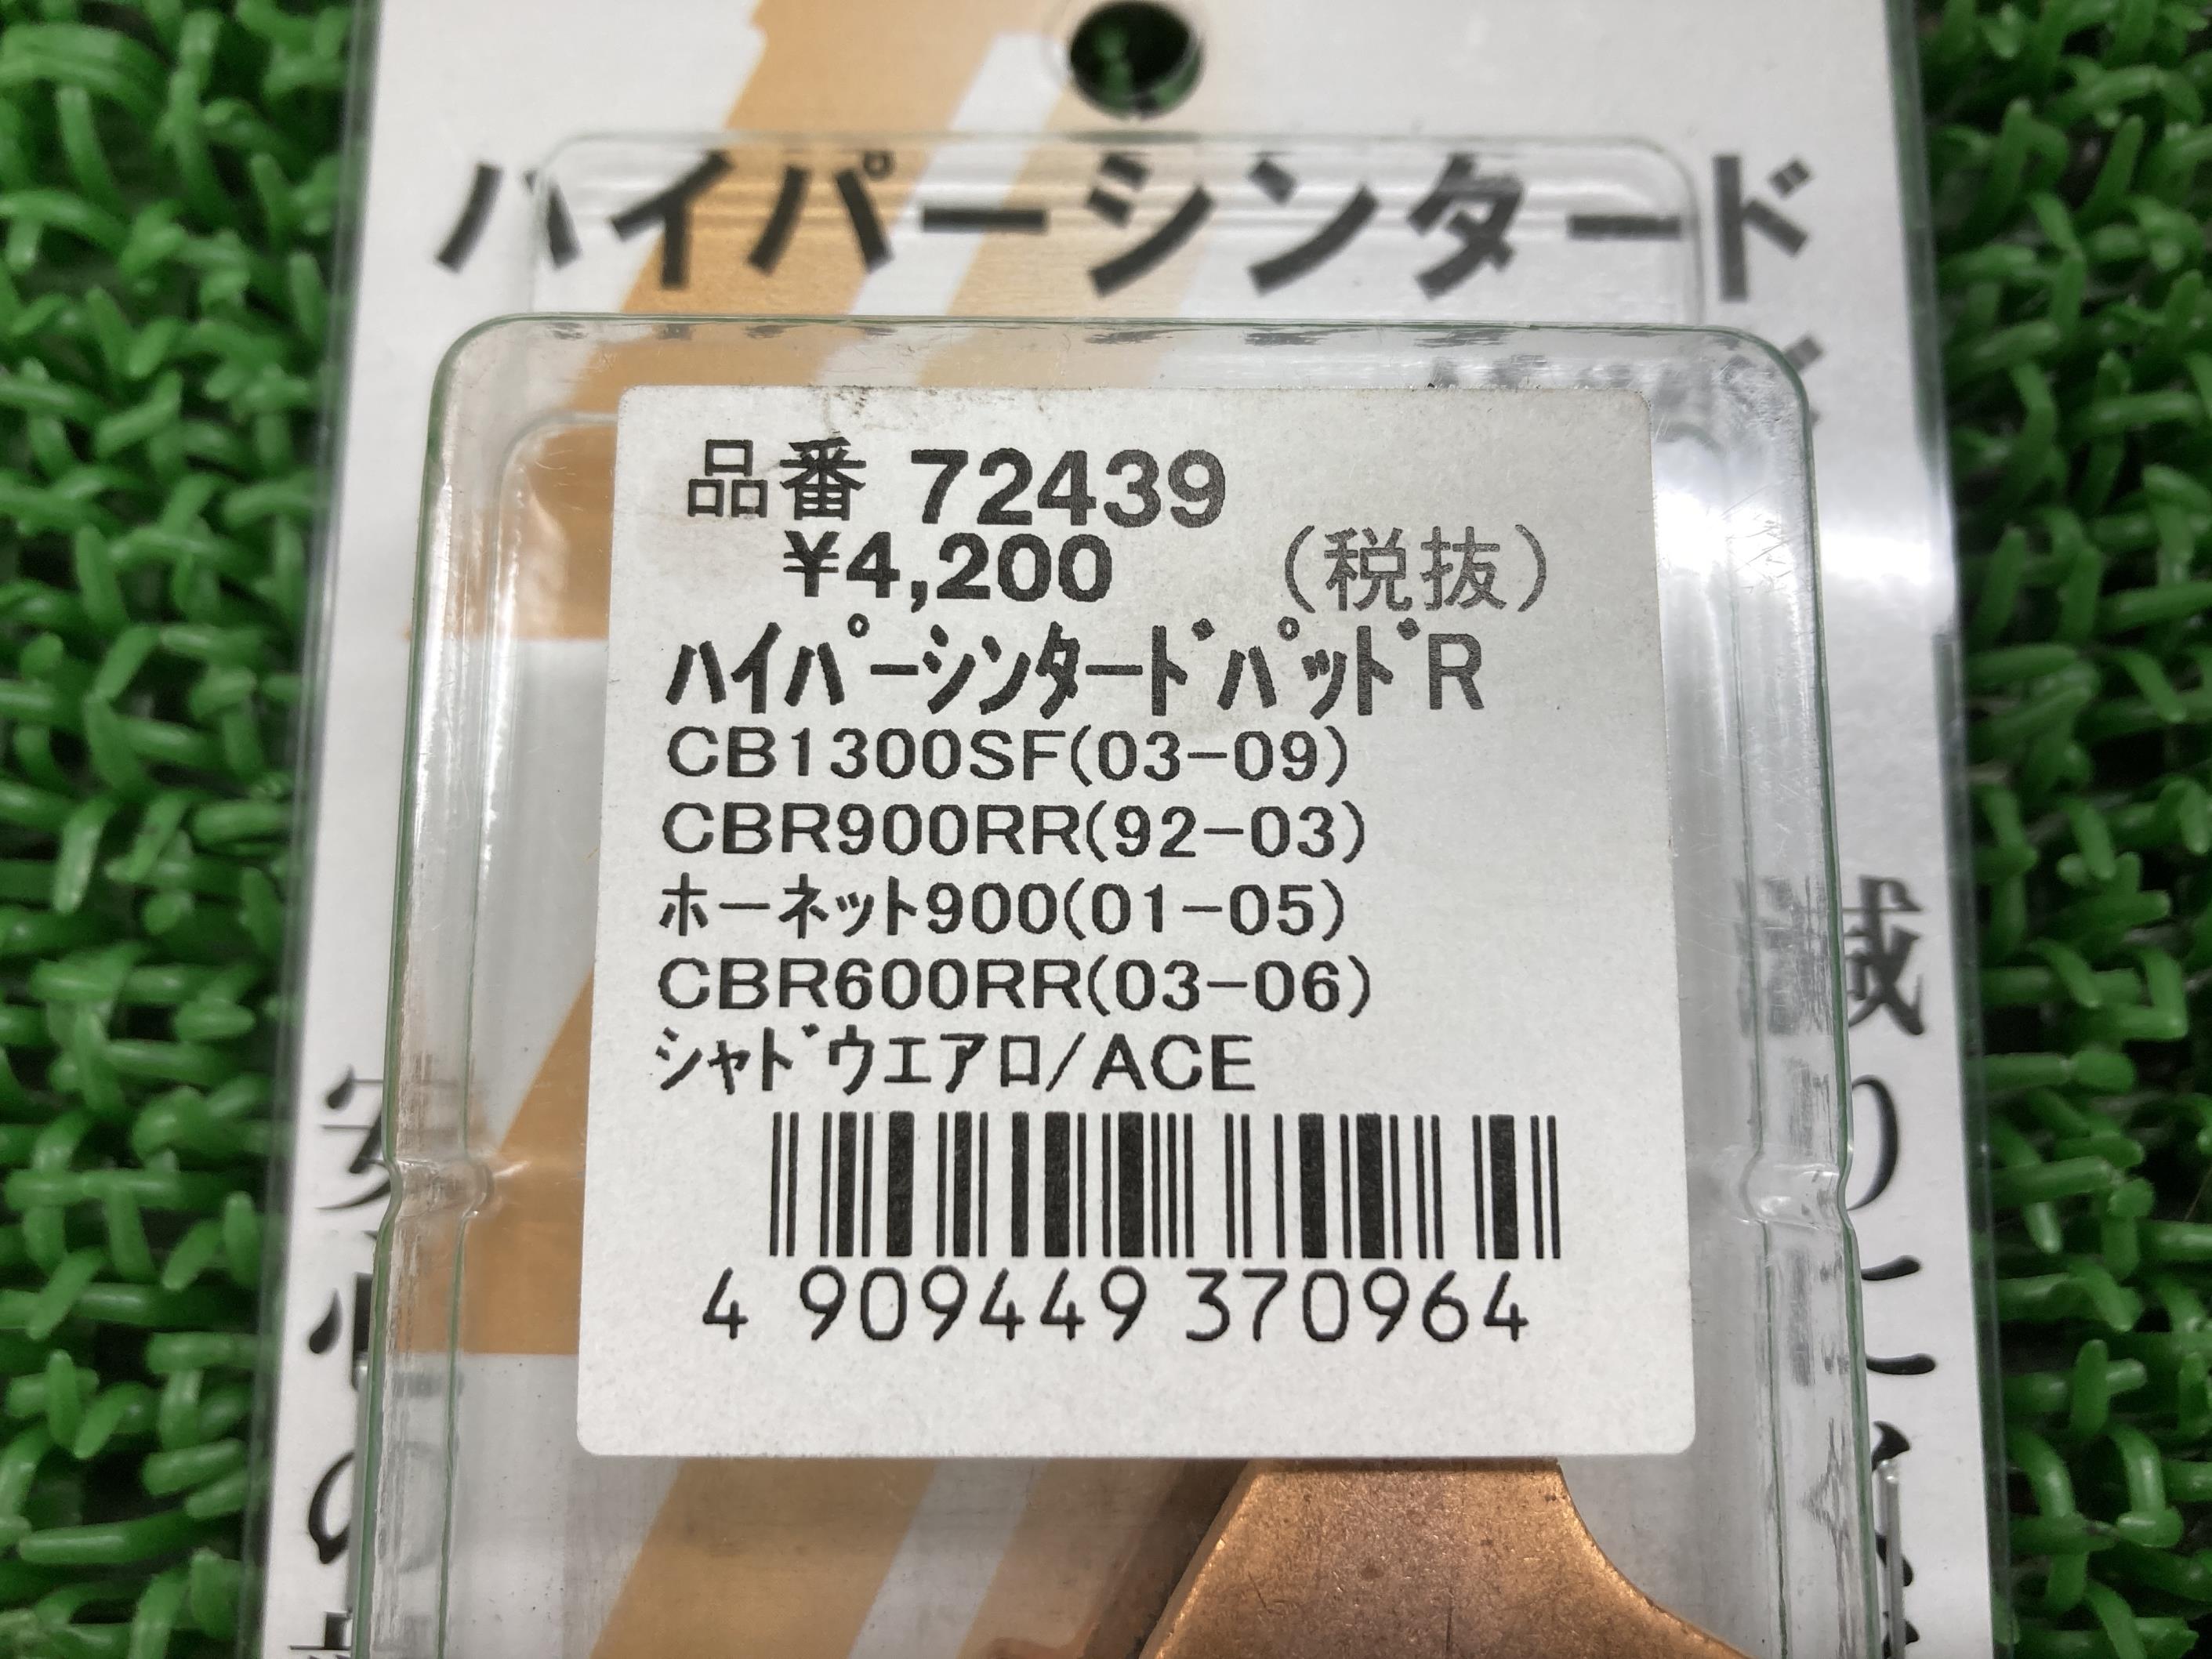 ハイパーシンタード
品番 72439
¥4,200 (税抜)
ﾊｲﾊﾟｰｼﾝﾀｰﾄﾞﾊﾟｯﾄﾞR
CB1300SF(03-09)
CBR900RR(92-03)
ﾎｰﾈｯﾄ900(01-05)
CBR600RR(03-06)
ｼｬﾄﾞｳｴｱﾛ/ACE
4 909449 370964